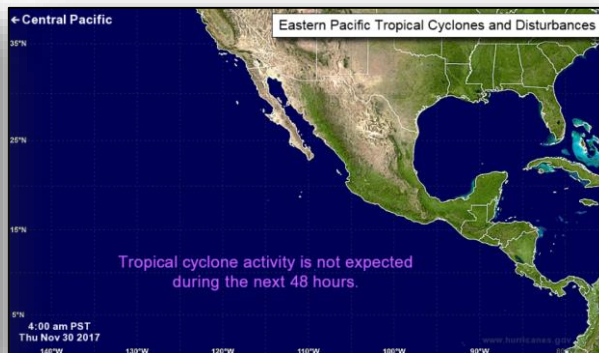 ←Central Pacific
Eastern Pacific Tropical Cyclones and Disturbances
35°N
25°N
15°N
Tropical cyclone activity is not expected
during the next 48 hours.
5°N
4:00 am PST
Thu Nov 30 2017
www.hurricanes.gov
140°W
130°W
120°W
110°W
100°W
90°W
80°W